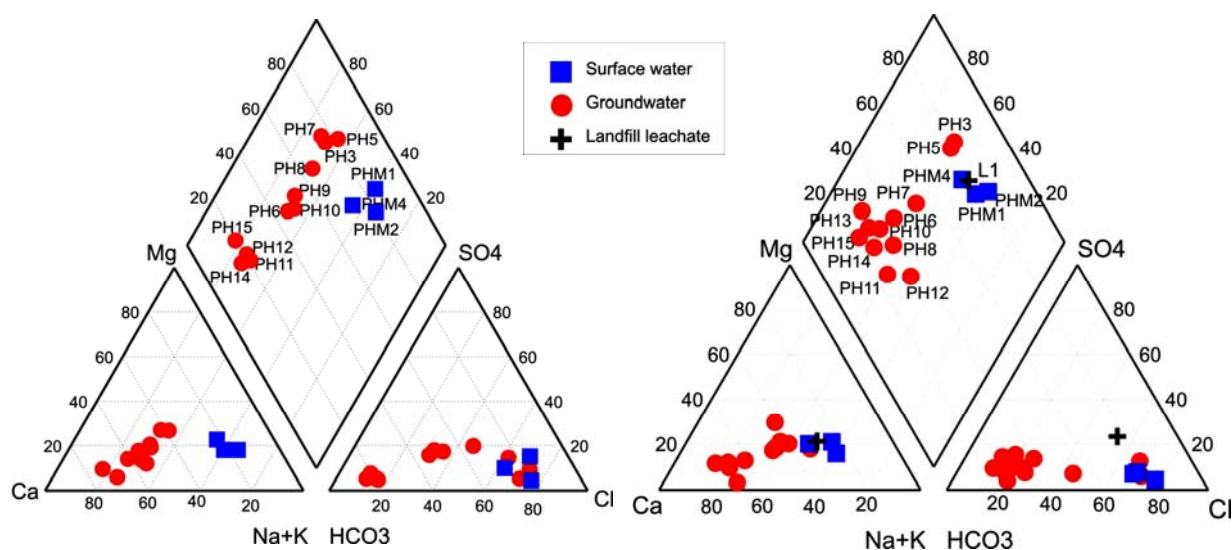 80
80
60
60
40
40
20
20
PH7
PH5
PH3
PH8
PHM1
PH9
PHM4
PH6
PH10
PHM2
PH15
PH12
PH11
PH14
Mg
SO4
80
80
60
60
40
40
20
20
Ca
80
60
40
20
20
40
60
80
Cl
Na+K
HCO3
Surface water
Groundwater
Landfill leachate
80
80
60
60
40
40
20
20
PH3
PH5
PHM4
L1
PH9
PH7
PHM2
PHM1
PH13
PH6
PH10
PH15
PH8
PH14
PH11
PH12
Mg
SO4
80
80
60
60
40
40
20
20
Ca
80
60
40
20
20
40
60
80
Cl
Na+K
HCO3